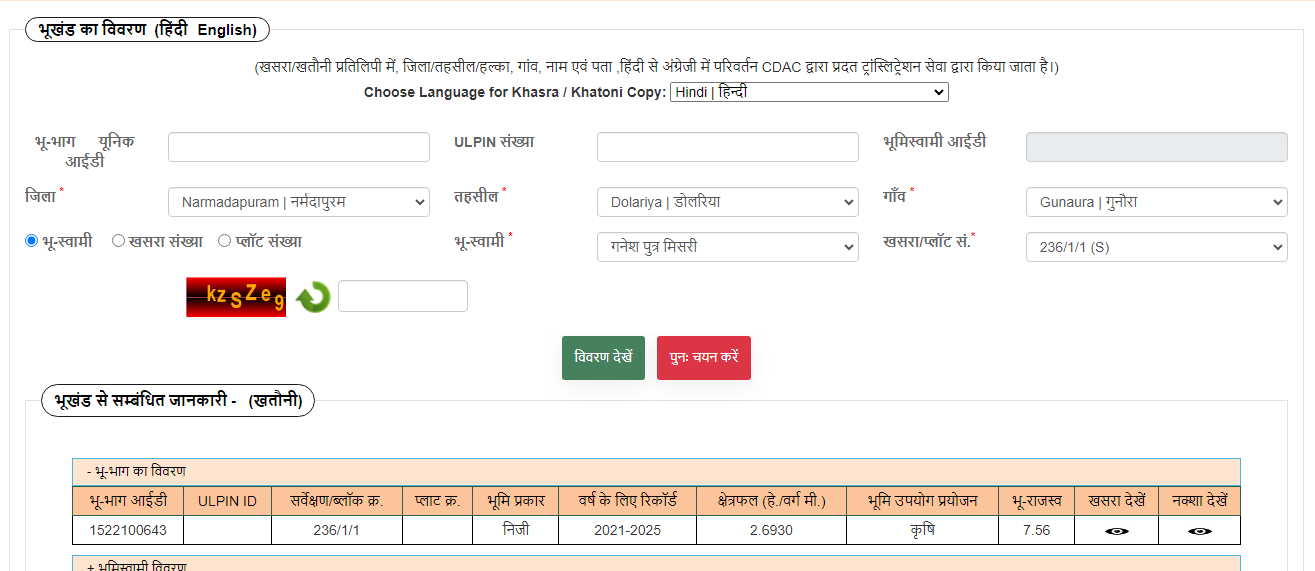 भूखंड का विवरण (हिंदी English)
(खसरा/खतौनी प्रतिलिपी में, जिला/तहसील/हल्का, गांव, नाम एवं पता ,हिंदी से अंग्रेजी में परिवर्तन CDAC द्वारा प्रदत ट्रांस्लिट्रेशन सेवा द्वारा किया जाता है।)
Choose Language for Khasra / Khatoni Copy: Hindi | हिन्दी
भू-भाग यूनिक आईडी ULPIN संख्या भूमिस्वामी आईडी
जिला * Narmadapuram | नर्मदापुरम तहसील * Dolariya | डोलरिया गाँव * Gunaura | गुनौरा
भू-स्वामी खसरा संख्या प्लॉट संख्या भू-स्वामी * गनेश पुत्र मिसरी खसरा/प्लॉट सं.* 236/1/1 (S)
kzsZeg
विवरण देखें पुनः चयन करें
भूखंड से सम्बंधित जानकारी - (खतौनी)
- भू-भाग का विवरण
भू-भाग आईडी ULPIN ID सर्वेक्षण/ब्लॉक क्र. प्लाट क्र. भूमि प्रकार वर्ष के लिए रिकॉर्ड क्षेत्रफल (हे./वर्ग मी.) भूमि उपयोग प्रयोजन भू-राजस्व खसरा देखें नक्शा देखें
1522100643 236/1/1 निजी 2021-2025 2.6930 कृषि 7.56
+ भूमिस्वामी विवरण